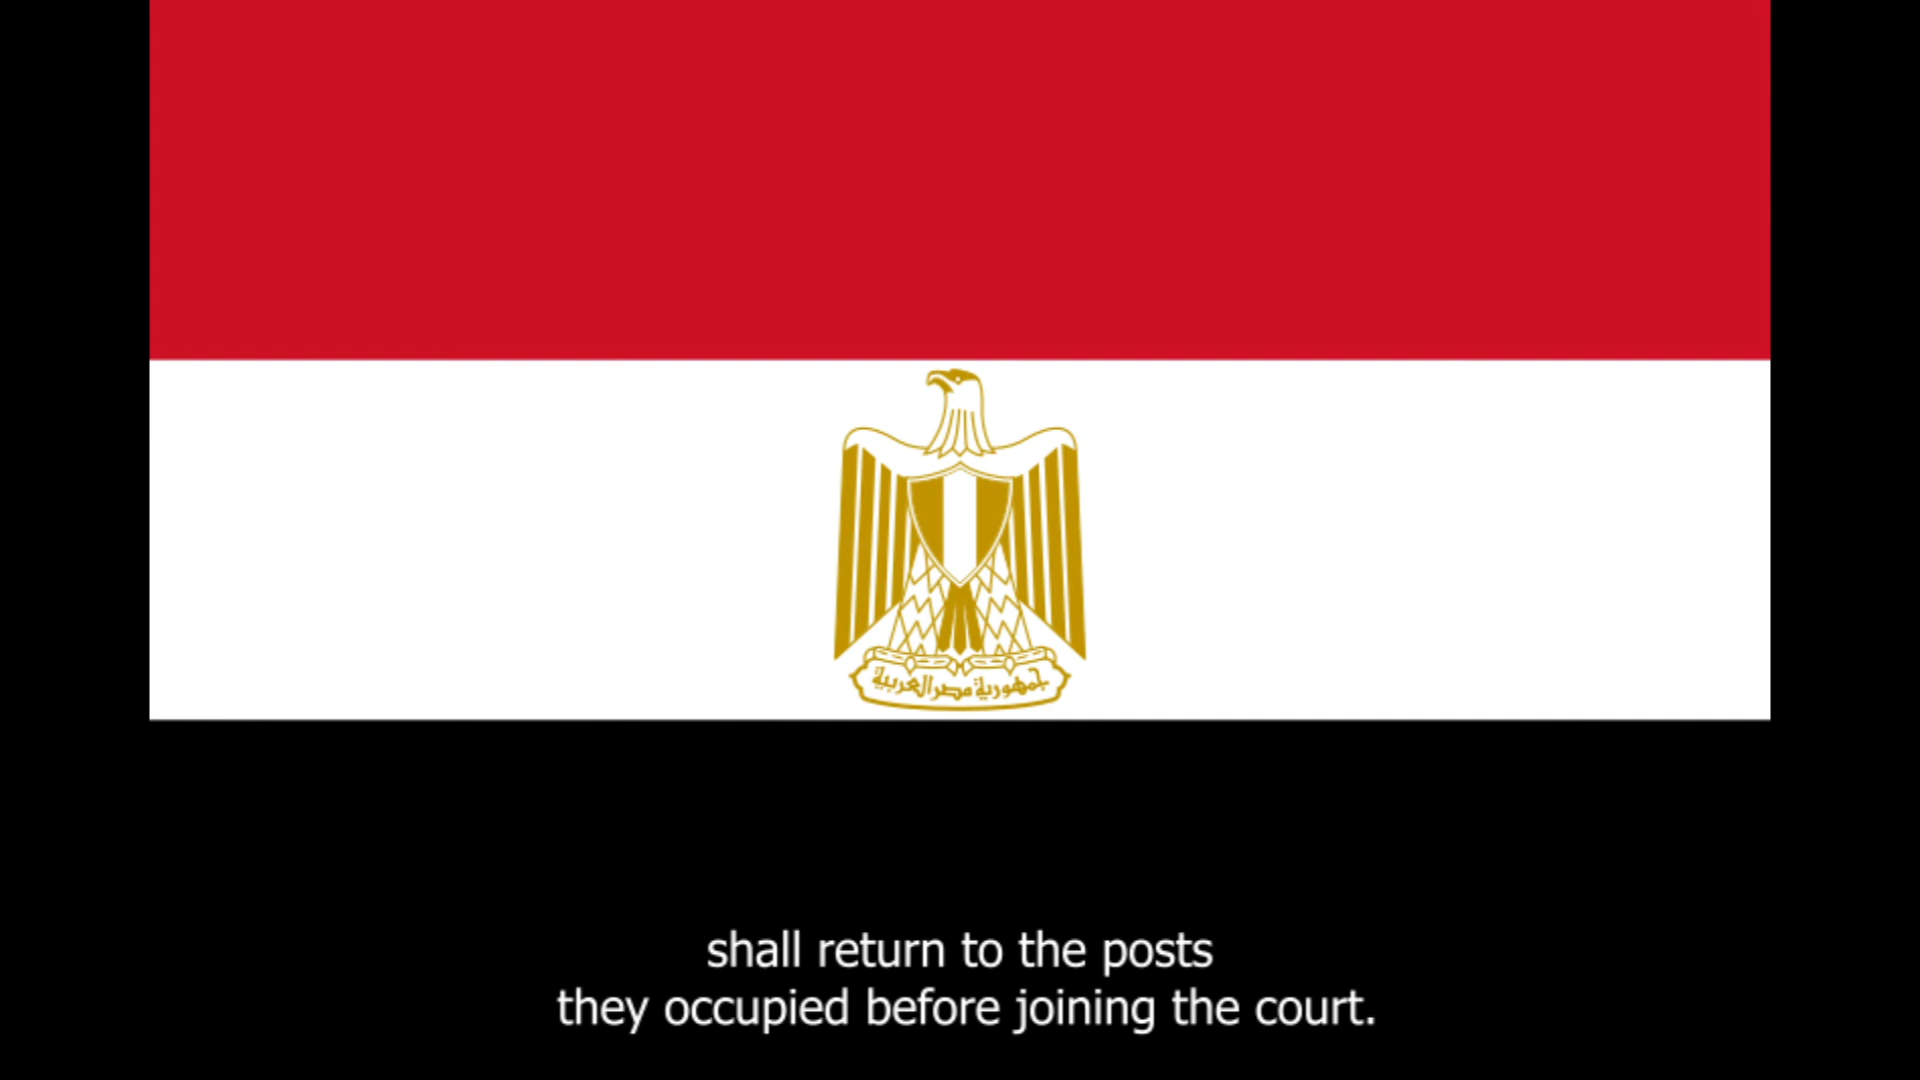 جمهورية مصر العربية
shall return to the posts
they occupied before joining the court.